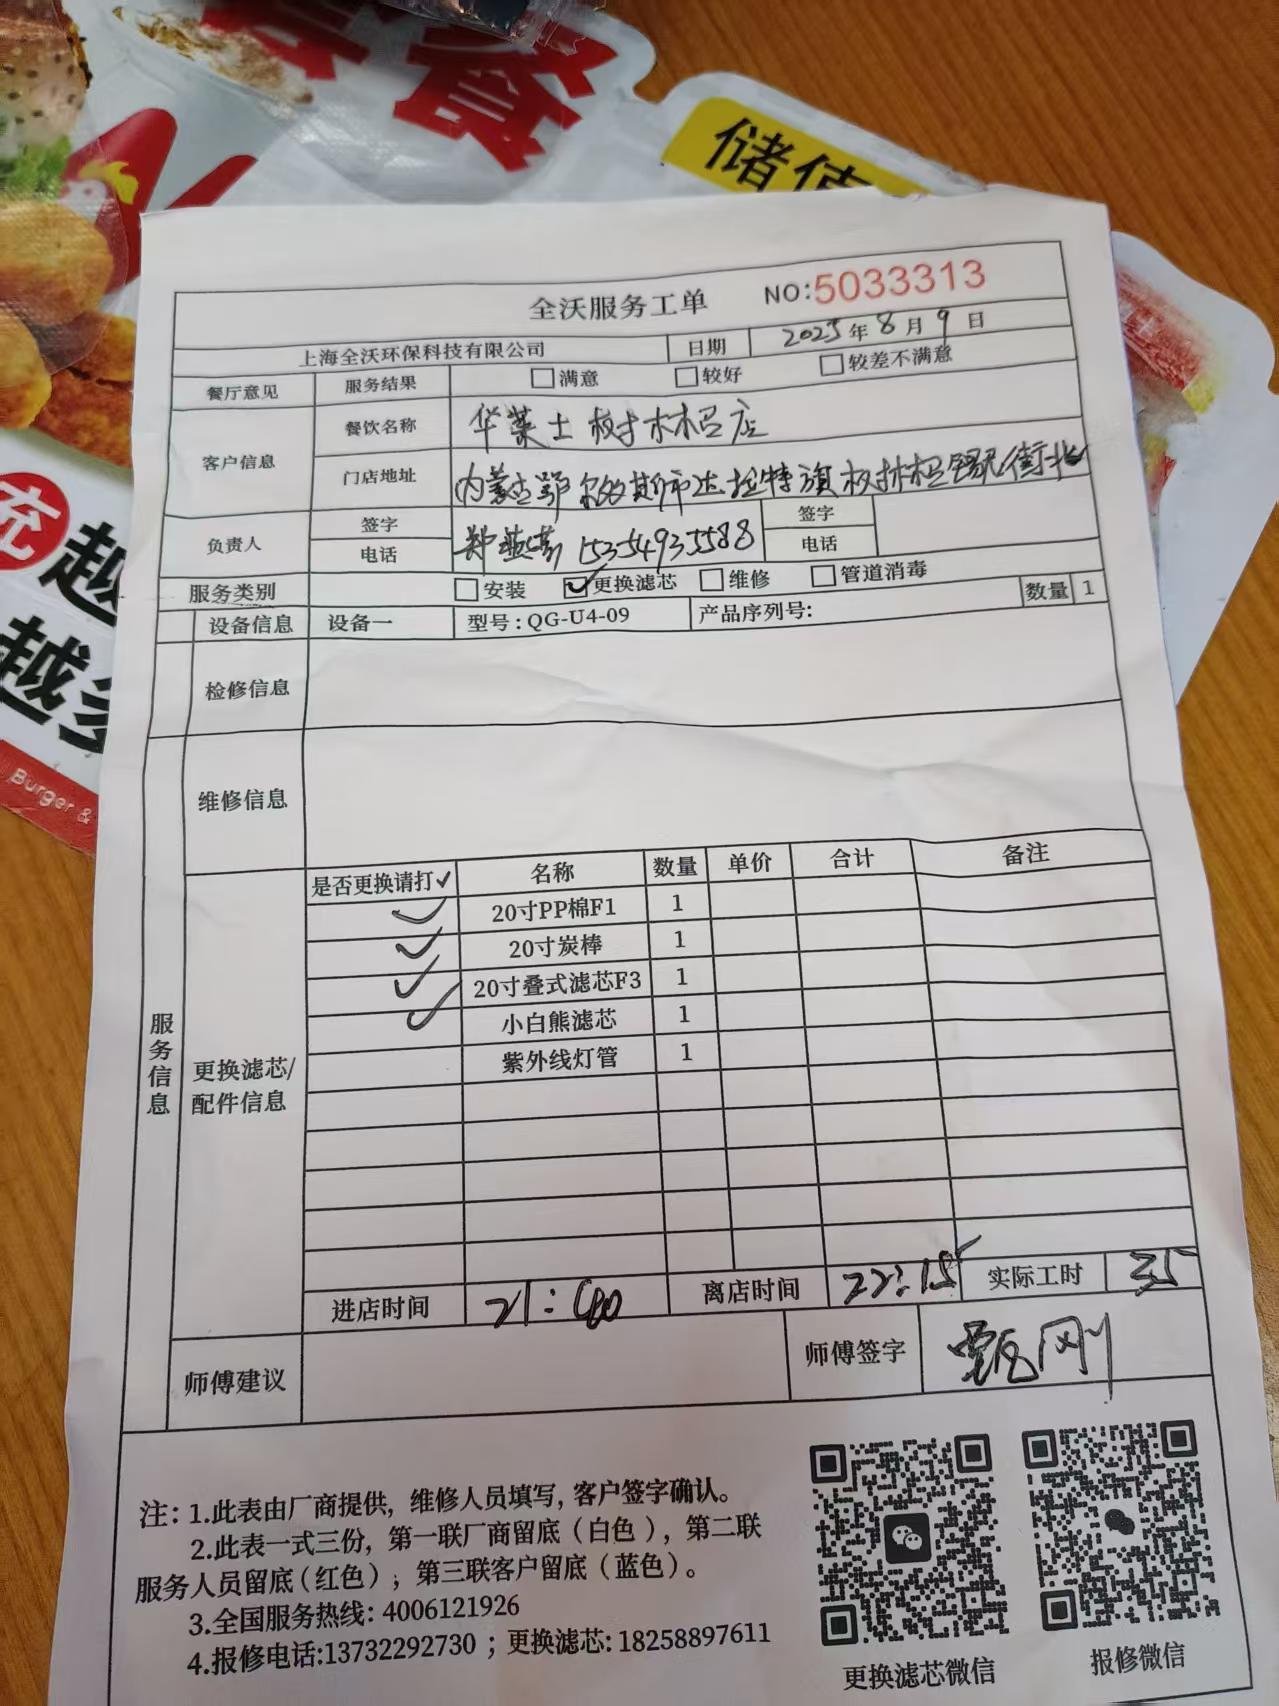 套餐
储值
充
越
越多
Burger &
全沃服务工单 NO:5033313
上海全沃环保科技有限公司 日期 2025年8月9日
餐厅意见 服务结果 满意 较好 较差不满意
客户信息 餐饮名称 华莱士树林召店
门店地址 内蒙古鄂尔多斯市达拉特旗树林召锡尼街北
负责人 签字 郑 签字
电话 15354935588 电话
服务类别 安装 ✓更换滤芯 维修 管道消毒
设备信息 设备一 型号:QG-U4-09 产品序列号: 数量 1
检修信息
维修信息
服务信息
更换滤芯/
配件信息
是否更换请打✓ 名称 数量 单价 合计 备注
✓ 20寸PP棉F1 1
✓ 20寸炭棒 1
✓ 20寸叠式滤芯F3 1
✓ 小白熊滤芯 1
紫外线灯管 1
进店时间 21:40 离店时间 22:15 实际工时 35
师傅建议 师傅签字 甄刚
注: 1.此表由厂商提供, 维修人员填写, 客户签字确认。
2.此表一式三份, 第一联厂商留底(白色), 第二联
服务人员留底(红色); 第三联客户留底(蓝色)。
3.全国服务热线: 4006121926
4.报修电话:13732292730 ; 更换滤芯: 18258897611
更换滤芯微信
报修微信